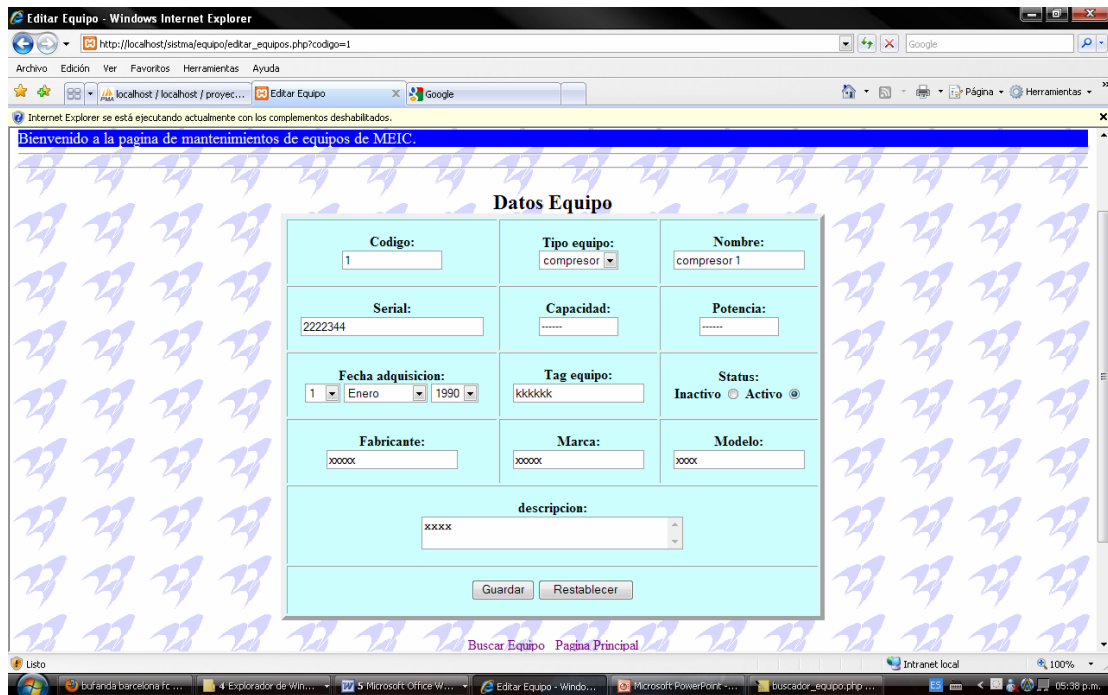 Editar Equipo - Windows Internet Explorer
http://localhost/sistma/equipo/editar_equipos.php?codigo=1
Google
Archivo Edición Ver Favoritos Herramientas Ayuda
localhost / localhost / proyec... Editar Equipo Google Página Herramientas
Internet Explorer se está ejecutando actualmente con los complementos deshabilitados.
Bienvenido a la pagina de mantenimientos de equipos de MEIC.
Datos Equipo
Codigo: Tipo equipo: Nombre:
1 compresor compresor 1
Serial: Capacidad: Potencia:
2222344 ------ ------
Fecha adquisicion: Tag equipo: Status:
1 Enero 1990 kkkkkk Inactivo Activo
Fabricante: Marca: Modelo:
xxxxx xxxxx xxxx
descripcion:
xxxx
Guardar Restablecer
Buscar Equipo Pagina Principal
Listo Intranet local 100%
bufanda barcelona fc ... 4 Explorador de Win... 5 Microsoft Office W... Editar Equipo - Windo... Microsoft PowerPoint -... buscador_equipo.php ... ES 05:38 p.m.